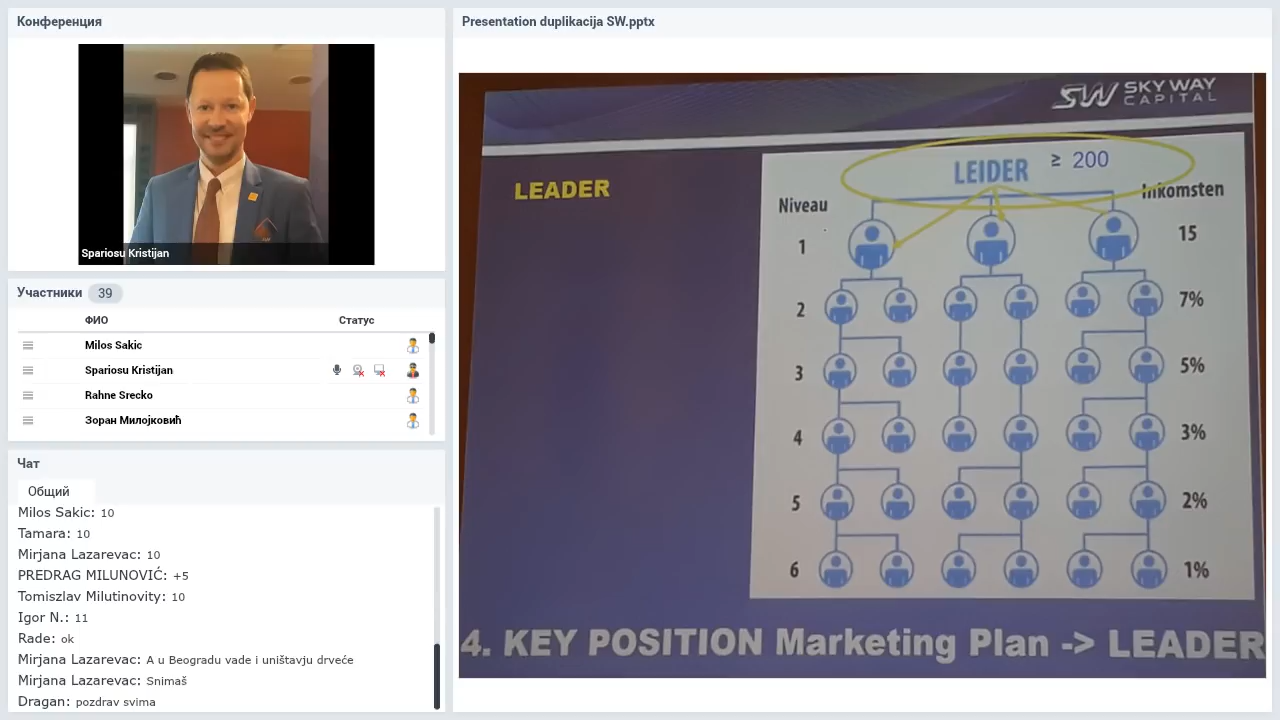 Конференция
Spariosu Kristijan
Участники 39
ФИО Статус
Milos Sakic
Spariosu Kristijan
Rahne Srecko
Зоран Милојковић
Чат
Общий
Milos Sakic: 10
Tamara: 10
Mirjana Lazarevac: 10
PREDRAG MILUNOVIĆ: +5
Tomiszlav Milutinovity: 10
Igor N.: 11
Rade: ok
Mirjana Lazarevac: A u Beogradu vade i uništavju drveće
Mirjana Lazarevac: Snimaš
Dragan: pozdrav svima
Presentation duplikacija SW.pptx
SW SKY WAY
CAPITAL
LEADER
LEIDER ≥ 200
Niveau Inkomsten
1 15
2 7%
3 5%
4 3%
5 2%
6 1%
4. KEY POSITION Marketing Plan -> LEADER